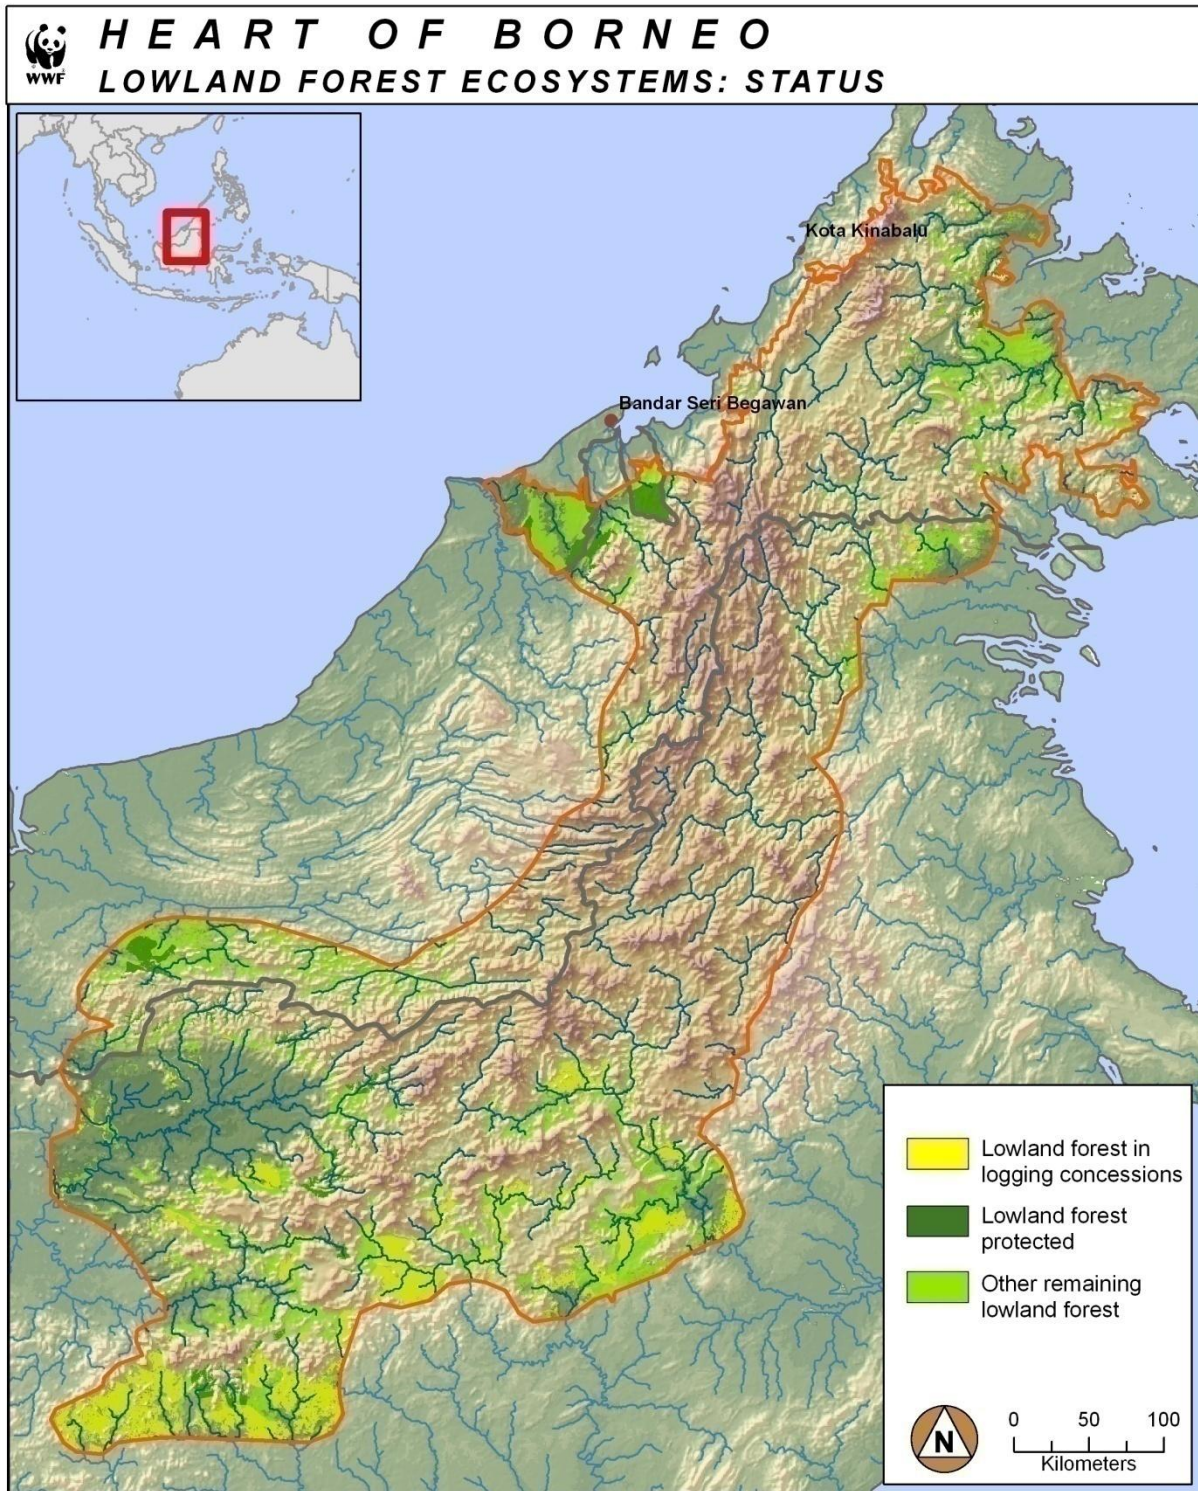 HEART OF BORNEO
WWF
LOWLAND FOREST ECOSYSTEMS: STATUS
Kota Kinabalu
Bandar Seri Begawan
Lowland forest in
logging concessions
Lowland forest
protected
Other remaining
lowland forest
N
0 50 100
Kilometers